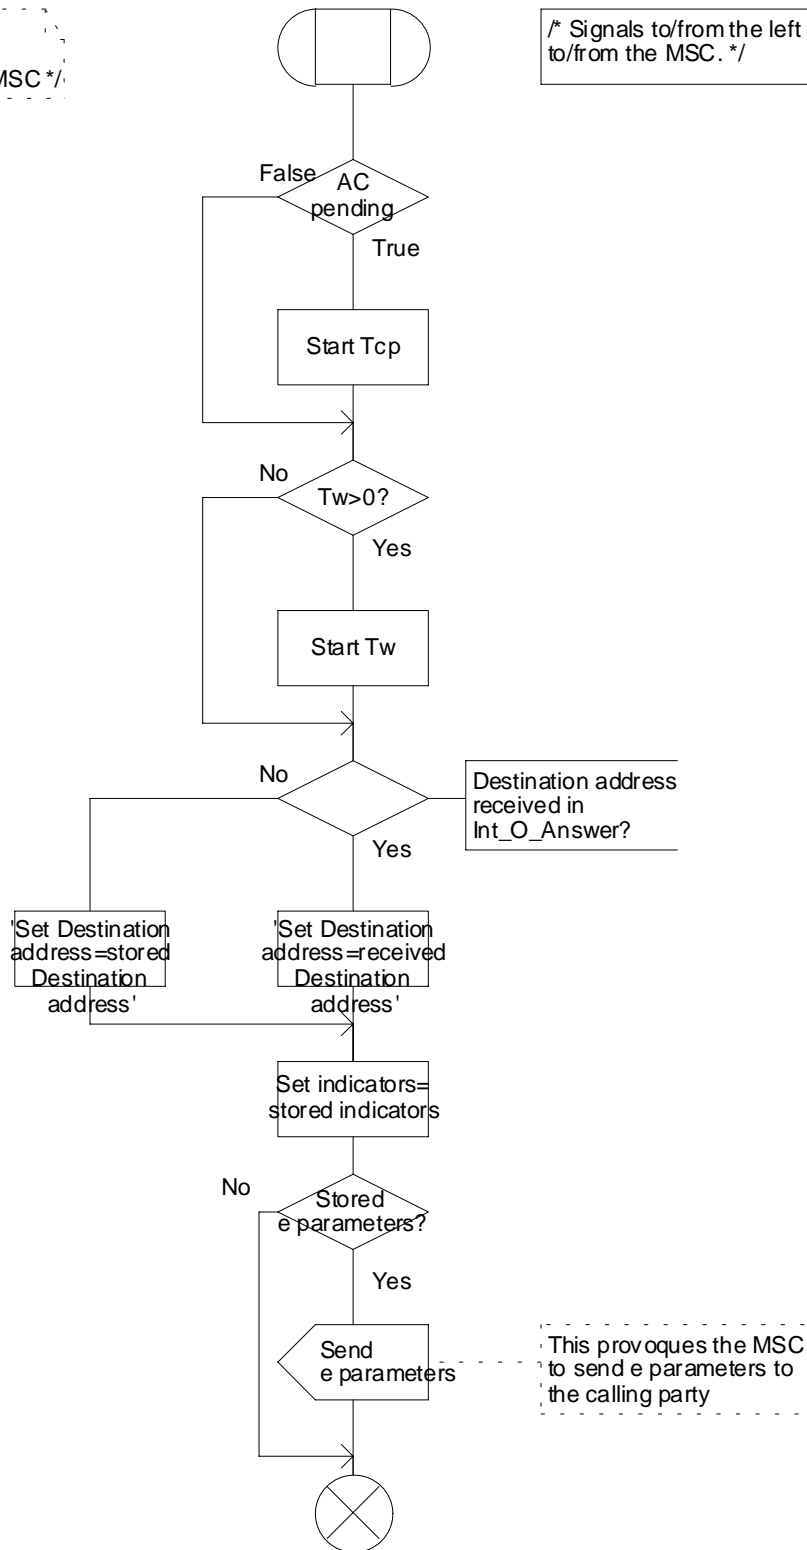 MSC */
/* Signals to/from the left
to/from the MSC. */
False
AC
pending
True
Start Tcp
No
Tw>0?
Yes
Start Tw
No
Destination address
received in
Int_O_Answer?
Yes
'Set Destination
address=stored
Destination
address'
'Set Destination
address=received
Destination
address'
Set indicators=
stored indicators
No
Stored
e parameters?
Yes
Send
e parameters
This provoques the MSC
to send e parameters to
the calling party